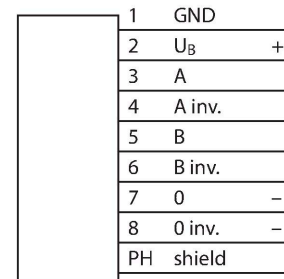 1 GND
2 U_B +
3 A
4 A inv.
5 B
6 B inv.
7 0 –
8 0 inv. –
PH shield